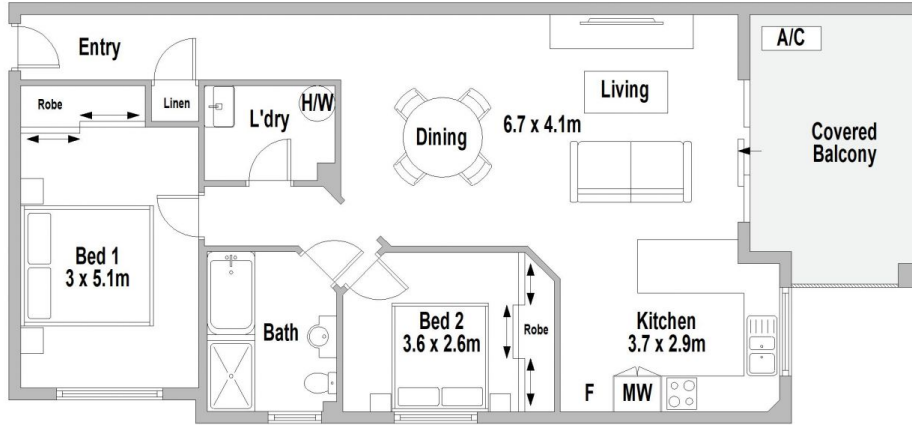 Entry
A/C
Robe
Linen
H/W
L'dry
Living
6.7 x 4.1m
Dining
Covered
Balcony
Bed 1
3 x 5.1m
Bath
Bed 2
3.6 x 2.6m
Robe
Kitchen
3.7 x 2.9m
F
MW